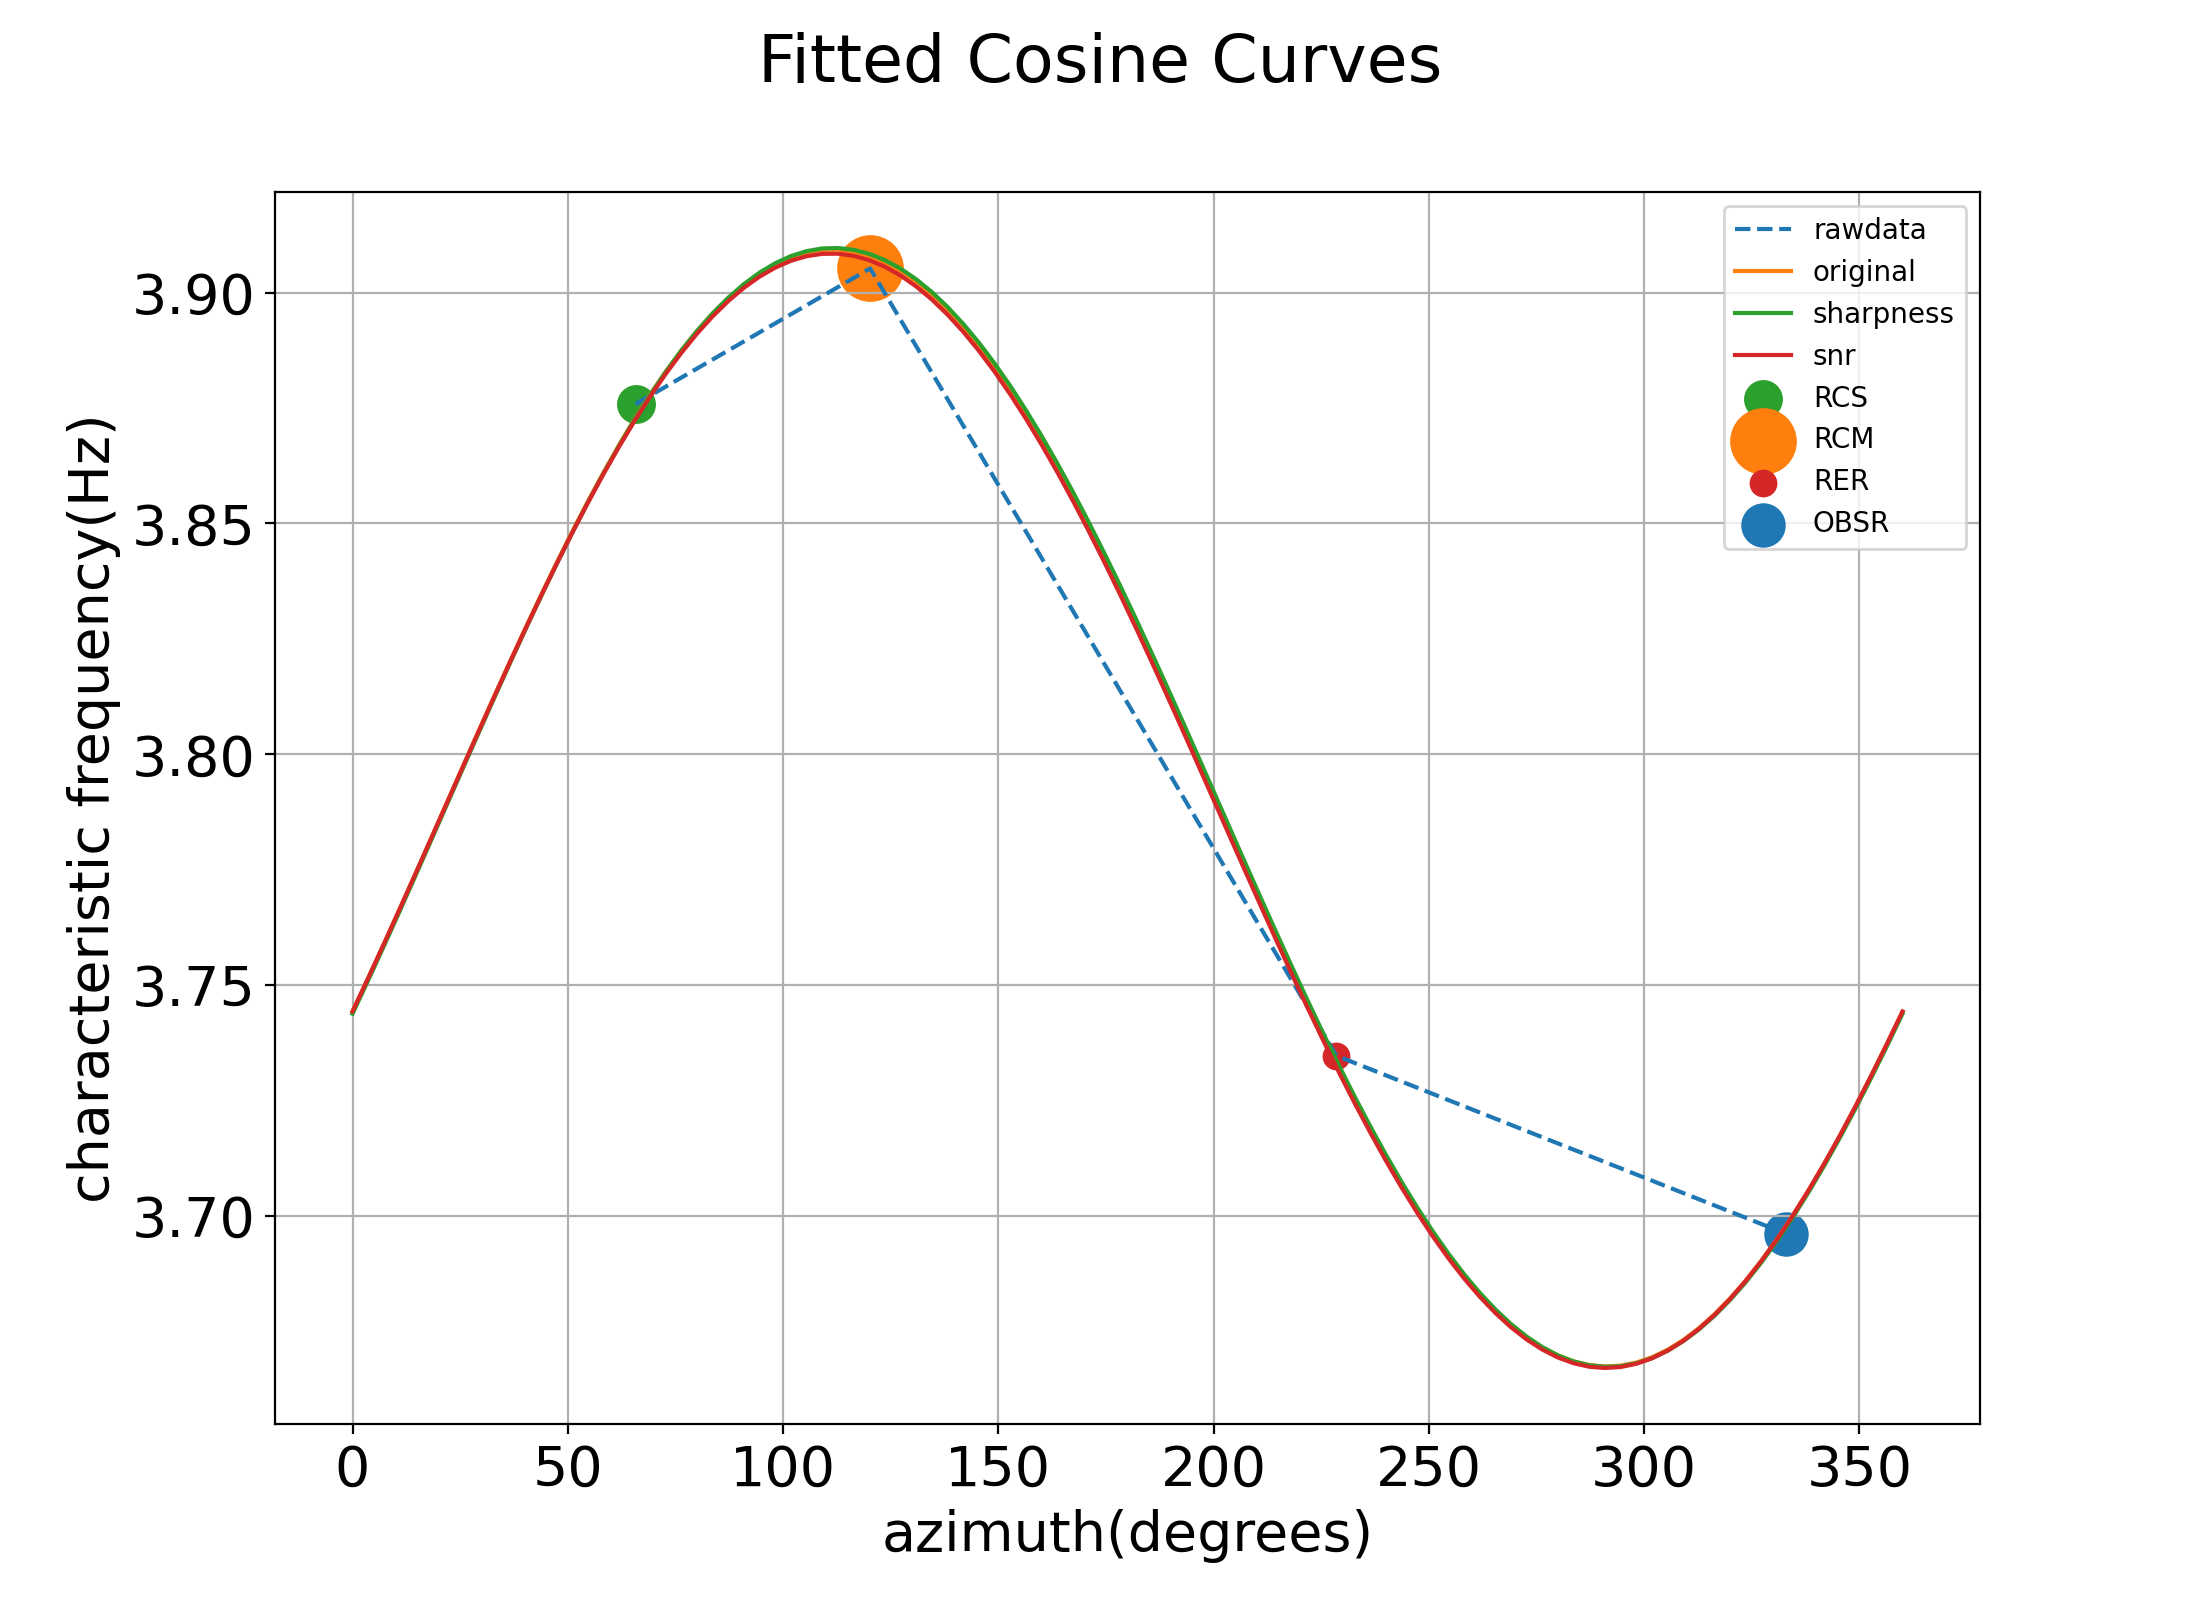 Fitted Cosine Curves
characteristic frequency(Hz)
3.90
3.85
3.80
3.75
3.70
rawdata
original
sharpness
snr
RCS
RCM
RER
OBSR
0 50 100 150 200 250 300 350
azimuth(degrees)